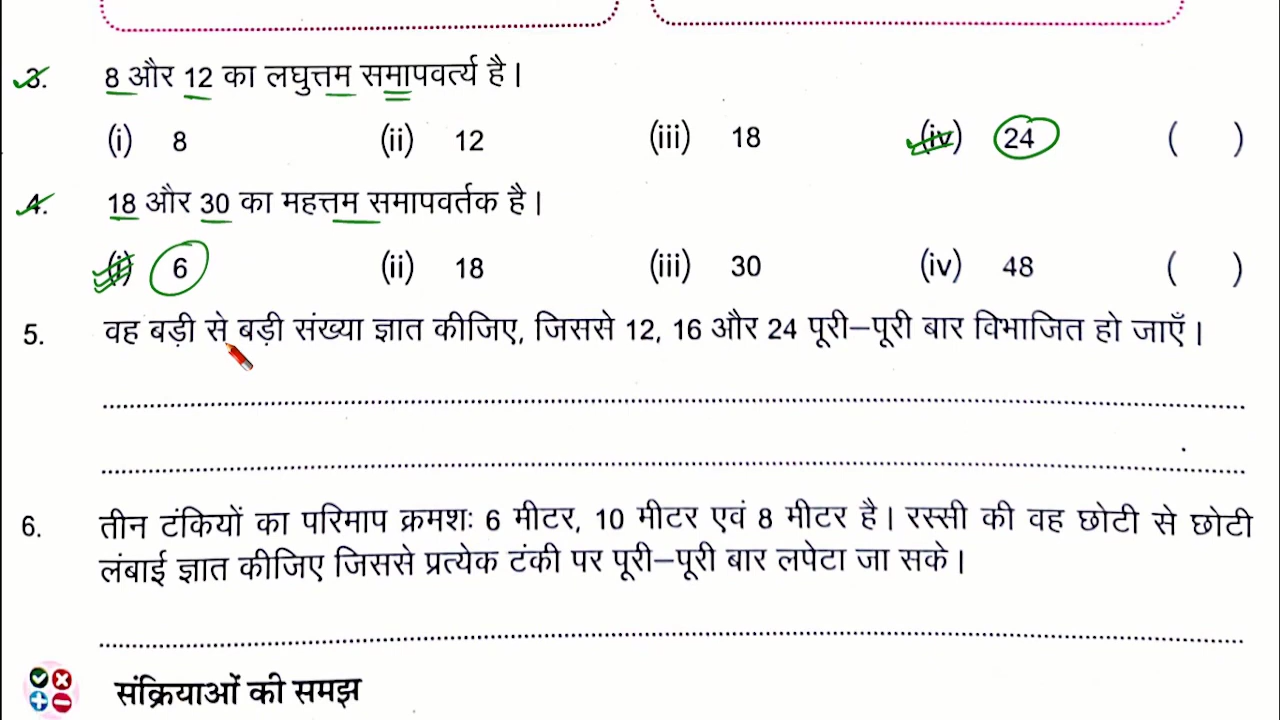 3. 8 और 12 का लघुत्तम समापवर्त्य है।
(i) 8 (ii) 12 (iii) 18 (iv) 24 ( )
4. 18 और 30 का महत्तम समापवर्तक है।
(i) 6 (ii) 18 (iii) 30 (iv) 48 ( )
5. वह बड़ी से बड़ी संख्या ज्ञात कीजिए, जिससे 12, 16 और 24 पूरी–पूरी बार विभाजित हो जाएँ।
6. तीन टंकियों का परिमाप क्रमशः 6 मीटर, 10 मीटर एवं 8 मीटर है। रस्सी की वह छोटी से छोटी
लंबाई ज्ञात कीजिए जिससे प्रत्येक टंकी पर पूरी–पूरी बार लपेटा जा सके।
संक्रियाओं की समझ